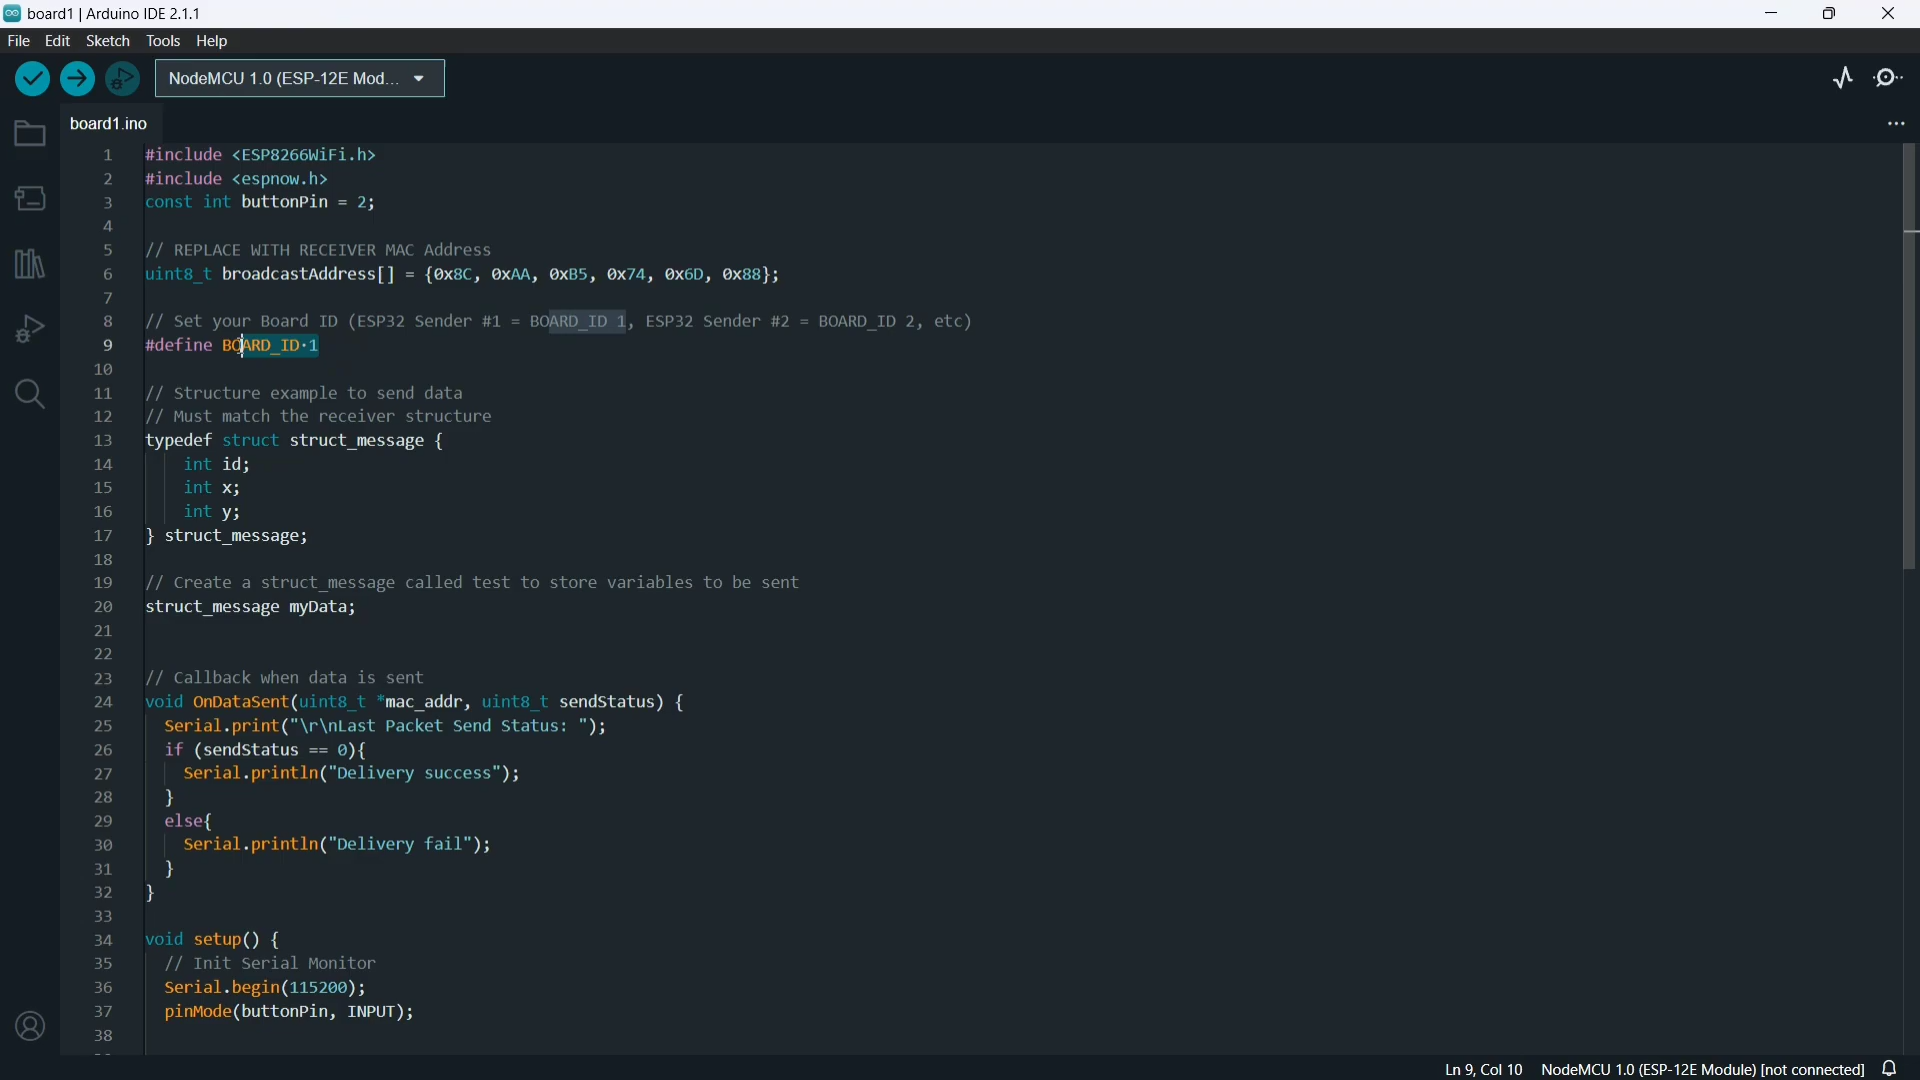 board1 | Arduino IDE 2.1.1
File Edit Sketch Tools Help
NodeMCU 1.0 (ESP-12E Mod...
board1.ino
1 #include <ESP8266WiFi.h>
2 #include <espnow.h>
3 const int buttonPin = 2;
4
5 // REPLACE WITH RECEIVER MAC Address
6 uint8_t broadcastAddress[] = {0x8C, 0xAA, 0xB5, 0x74, 0x6D, 0x88};
7
8 // Set your Board ID (ESP32 Sender #1 = BOARD_ID 1, ESP32 Sender #2 = BOARD_ID 2, etc)
9 #define BOARD_ID·1
10
11 // Structure example to send data
12 // Must match the receiver structure
13 typedef struct struct_message {
14 int id;
15 int x;
16 int y;
17 } struct_message;
18
19 // Create a struct_message called test to store variables to be sent
20 struct_message myData;
21
22
23 // Callback when data is sent
24 void OnDataSent(uint8_t *mac_addr, uint8_t sendStatus) {
25 Serial.print("\r\nLast Packet Send Status: ");
26 if (sendStatus == 0){
27 Serial.println("Delivery success");
28 }
29 else{
30 Serial.println("Delivery fail");
31 }
32 }
33
34 void setup() {
35 // Init Serial Monitor
36 Serial.begin(115200);
37 pinMode(buttonPin, INPUT);
38
Ln 9, Col 10 NodeMCU 1.0 (ESP-12E Module) [not connected]